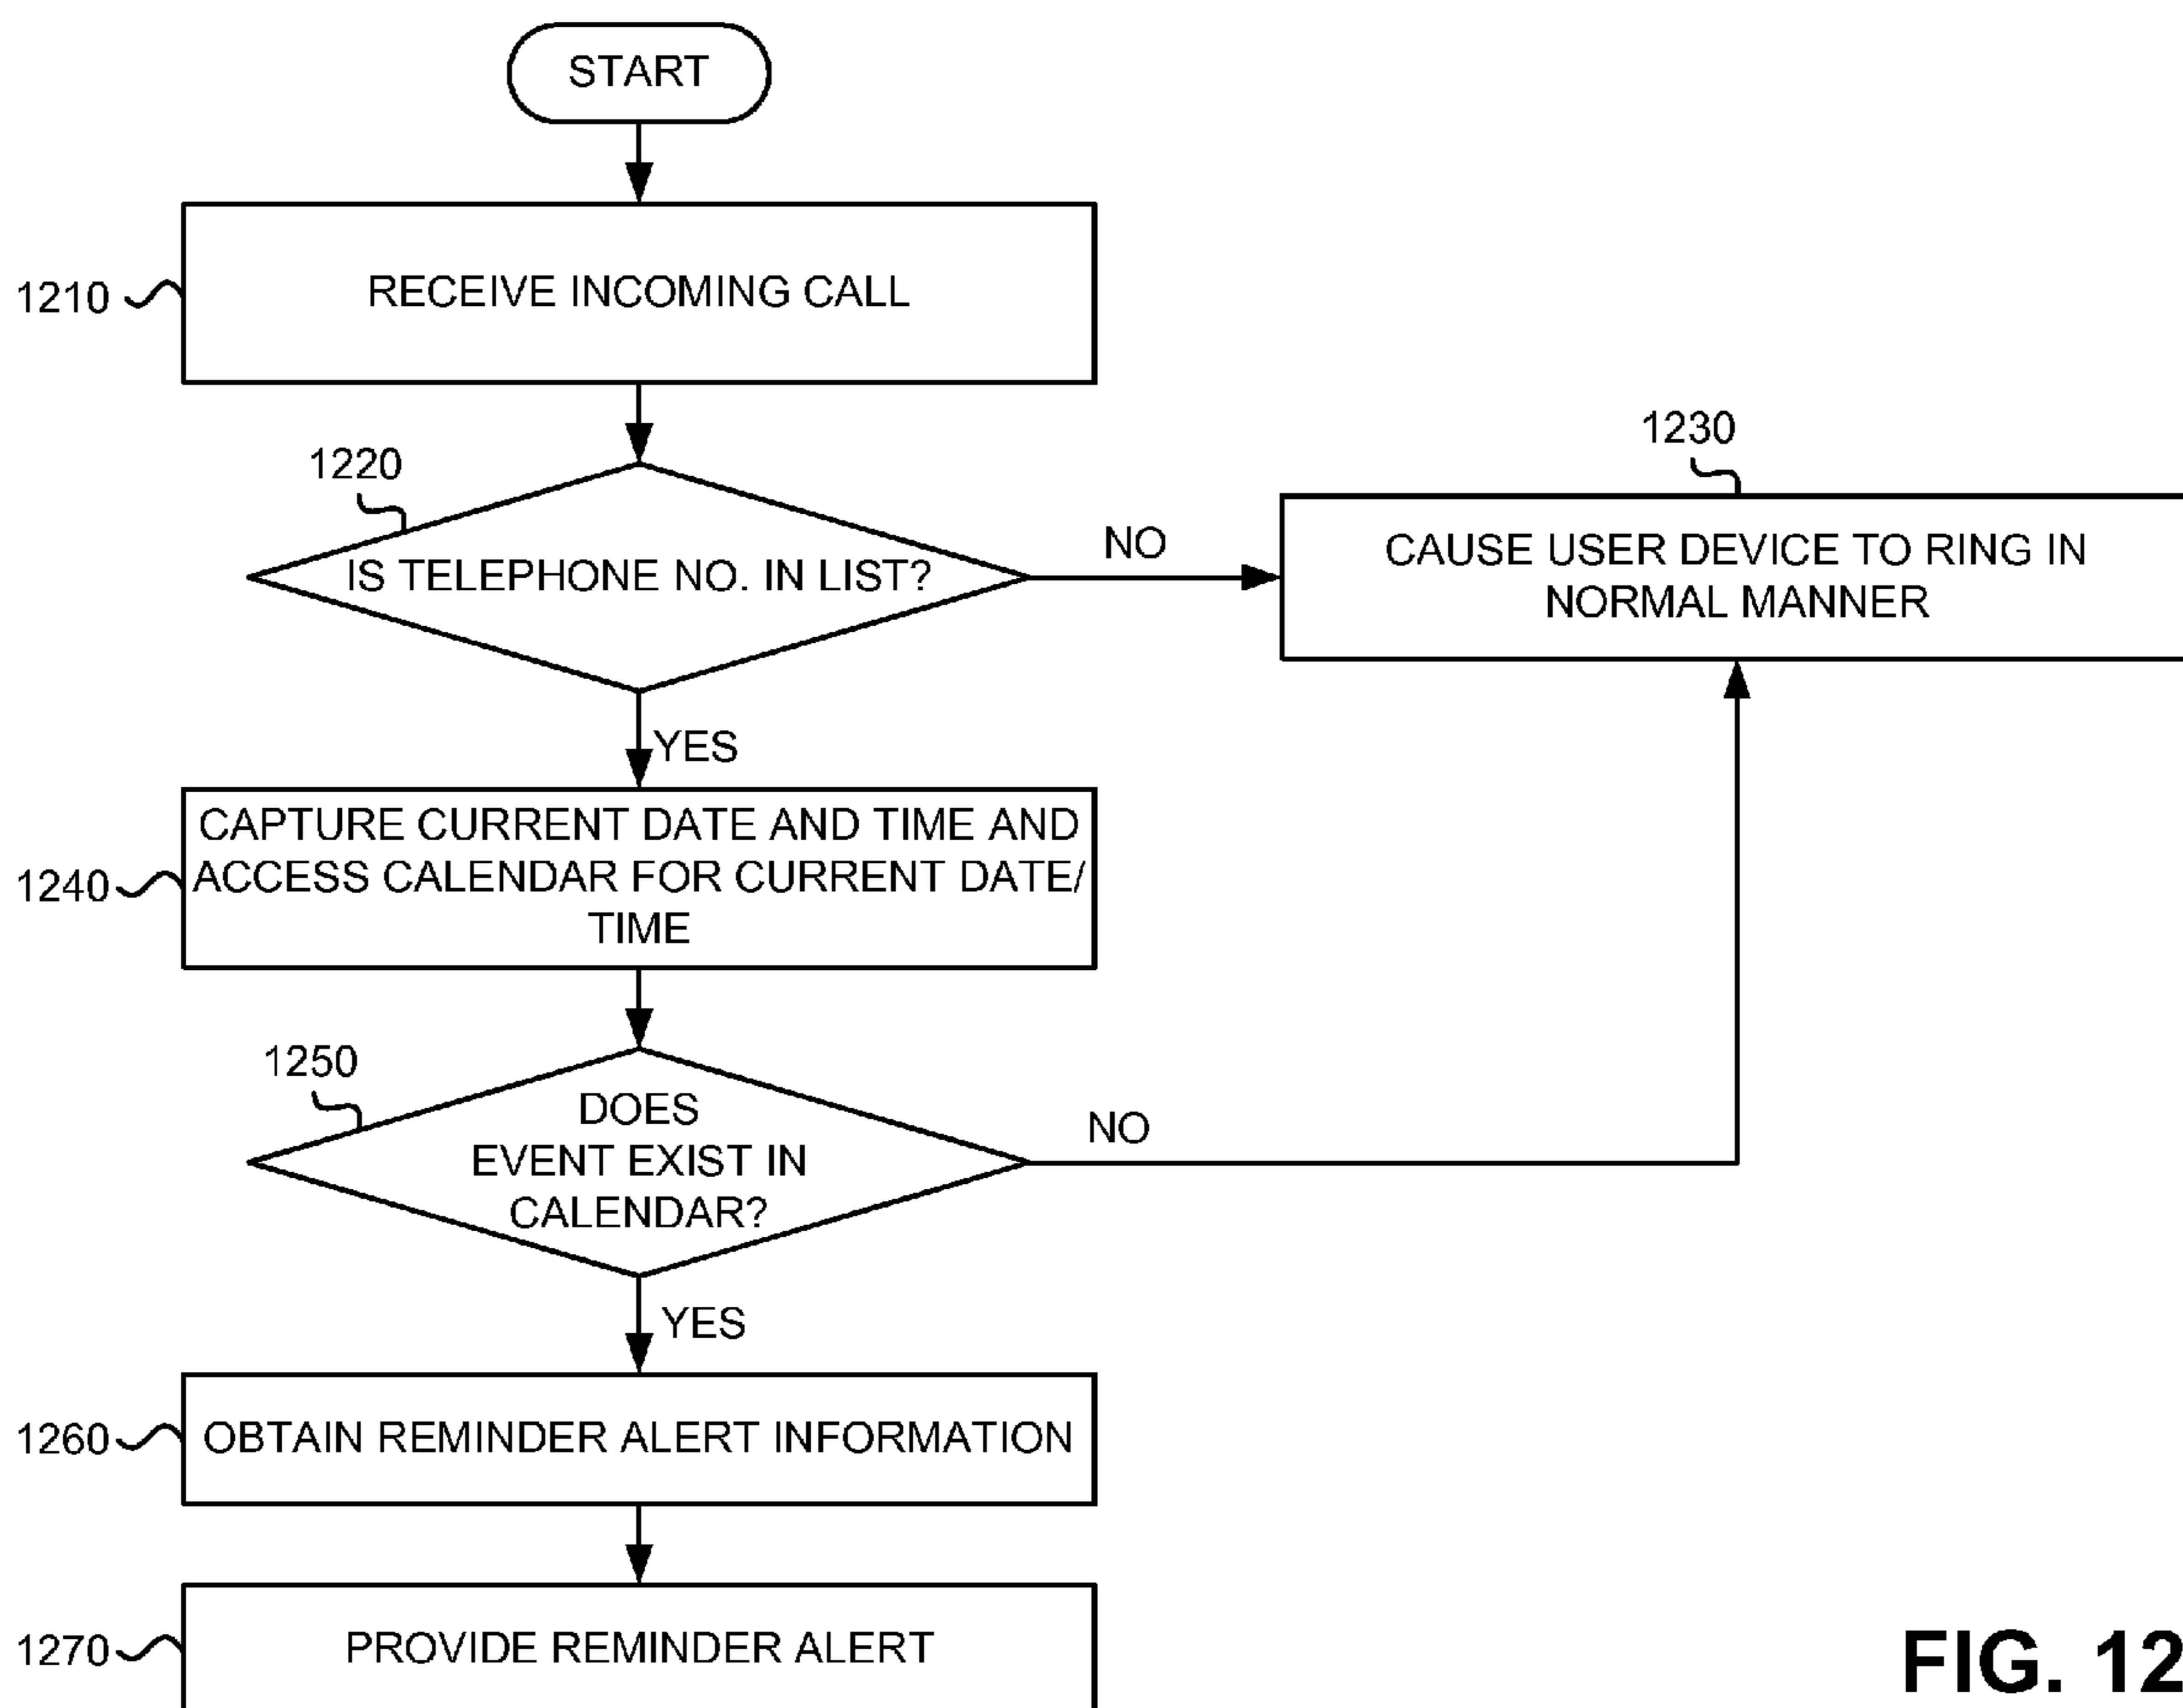 START
1210
RECEIVE INCOMING CALL
1220
IS TELEPHONE NO. IN LIST?
NO
1230
CAUSE USER DEVICE TO RING IN
NORMAL MANNER
YES
1240
CAPTURE CURRENT DATE AND TIME AND
ACCESS CALENDAR FOR CURRENT DATE/
TIME
1250
DOES
EVENT EXIST IN
CALENDAR?
NO
YES
1260
OBTAIN REMINDER ALERT INFORMATION
1270
PROVIDE REMINDER ALERT
FIG. 12